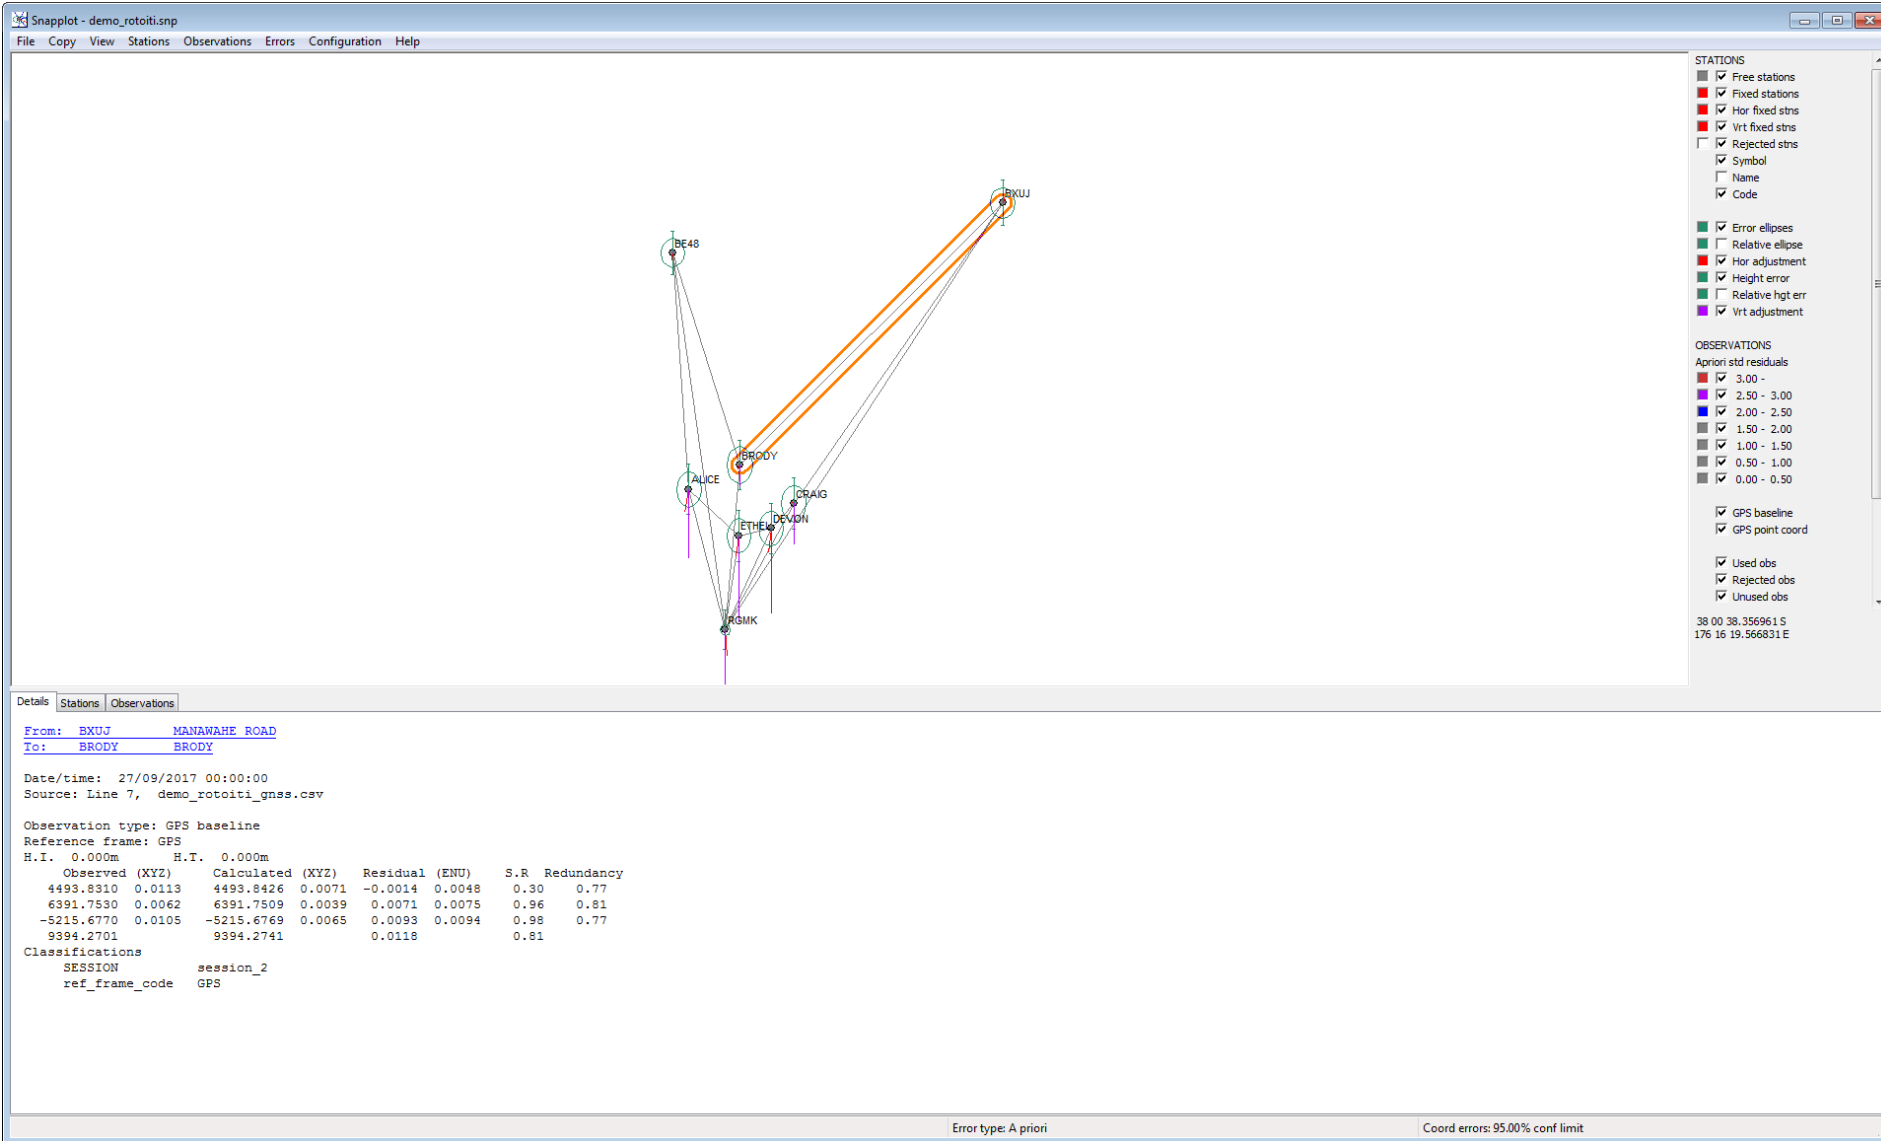 Snapplot - demo_rotoiti.snp
File Copy View Stations Observations Errors Configuration Help
BXUJ
BE48
BRODY
ALICE
CRAIG
DEVON
ETHEL
RGMK
STATIONS
Free stations
Fixed stations
Hor fixed stns
Vrt fixed stns
Rejected stns
Symbol
Name
Code
Error ellipses
Relative ellipse
Hor adjustment
Height error
Relative hgt err
Vrt adjustment
OBSERVATIONS
Apriori std residuals
3.00 -
2.50 - 3.00
2.00 - 2.50
1.50 - 2.00
1.00 - 1.50
0.50 - 1.00
0.00 - 0.50
GPS baseline
GPS point coord
Used obs
Rejected obs
Unused obs
38 00 38.356961 S
176 16 19.566831 E
Details Stations Observations
From: BXUJ MANAWAHE ROAD
To: BRODY BRODY
Date/time: 27/09/2017 00:00:00
Source: Line 7, demo_rotoiti_gnss.csv
Observation type: GPS baseline
Reference frame: GPS
H.I. 0.000m H.T. 0.000m
Observed (XYZ) Calculated (XYZ) Residual (ENU) S.R Redundancy
4493.8310 0.0113 4493.8426 0.0071 -0.0014 0.0048 0.30 0.77
6391.7530 0.0062 6391.7509 0.0039 0.0071 0.0075 0.96 0.81
-5215.6770 0.0105 -5215.6769 0.0065 0.0093 0.0094 0.98 0.77
9394.2701 9394.2741 0.0118 0.81
Classifications
SESSION session_2
ref_frame_code GPS
Error type: A priori
Coord errors: 95.00% conf limit